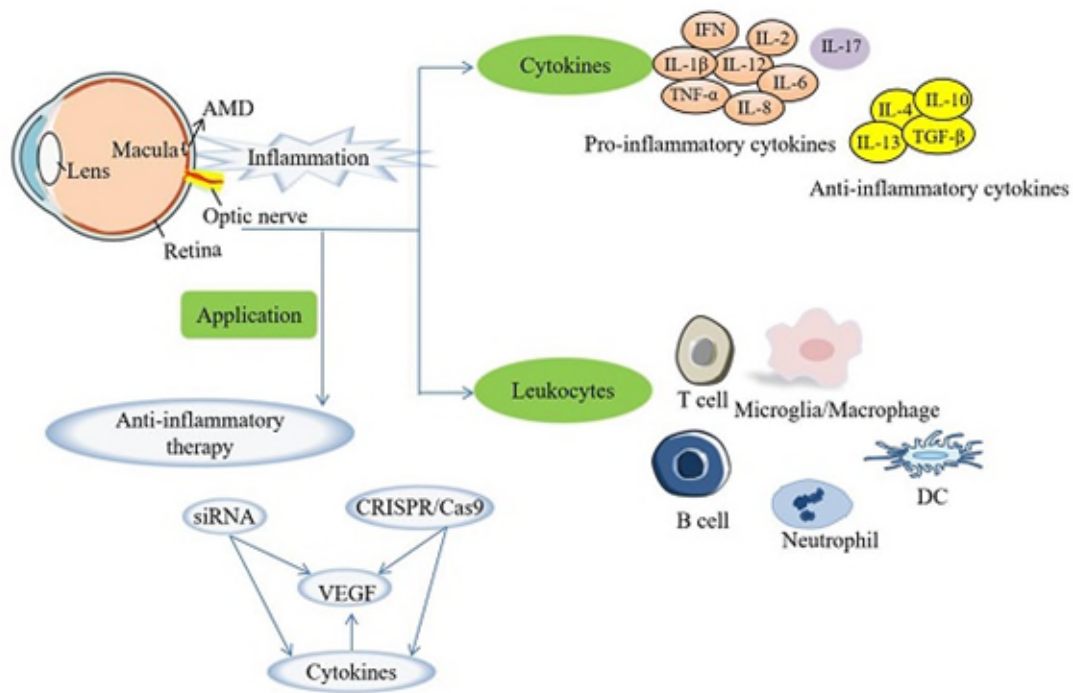 AMD
Macula
Lens
Inflammation
Optic nerve
Retina
Cytokines
IFN
IL-2
IL-17
IL-1β
IL-12
IL-6
TNF-α
IL-8
Pro-inflammatory cytokines
IL-4
IL-10
IL-13
TGF-β
Anti-inflammatory cytokines
Application
Anti-inflammatory
therapy
Leukocytes
T cell
Microglia/Macrophage
B cell
Neutrophil
DC
siRNA
CRISPR/Cas9
VEGF
Cytokines